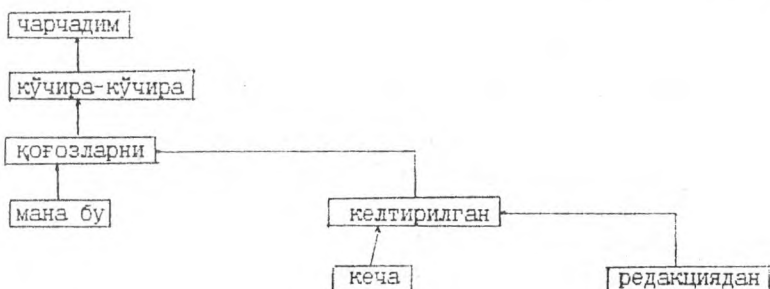 чарчадим
кўчира-кўчира
қоғозларни
мана бу
келтирилган
кеча
редакциядан